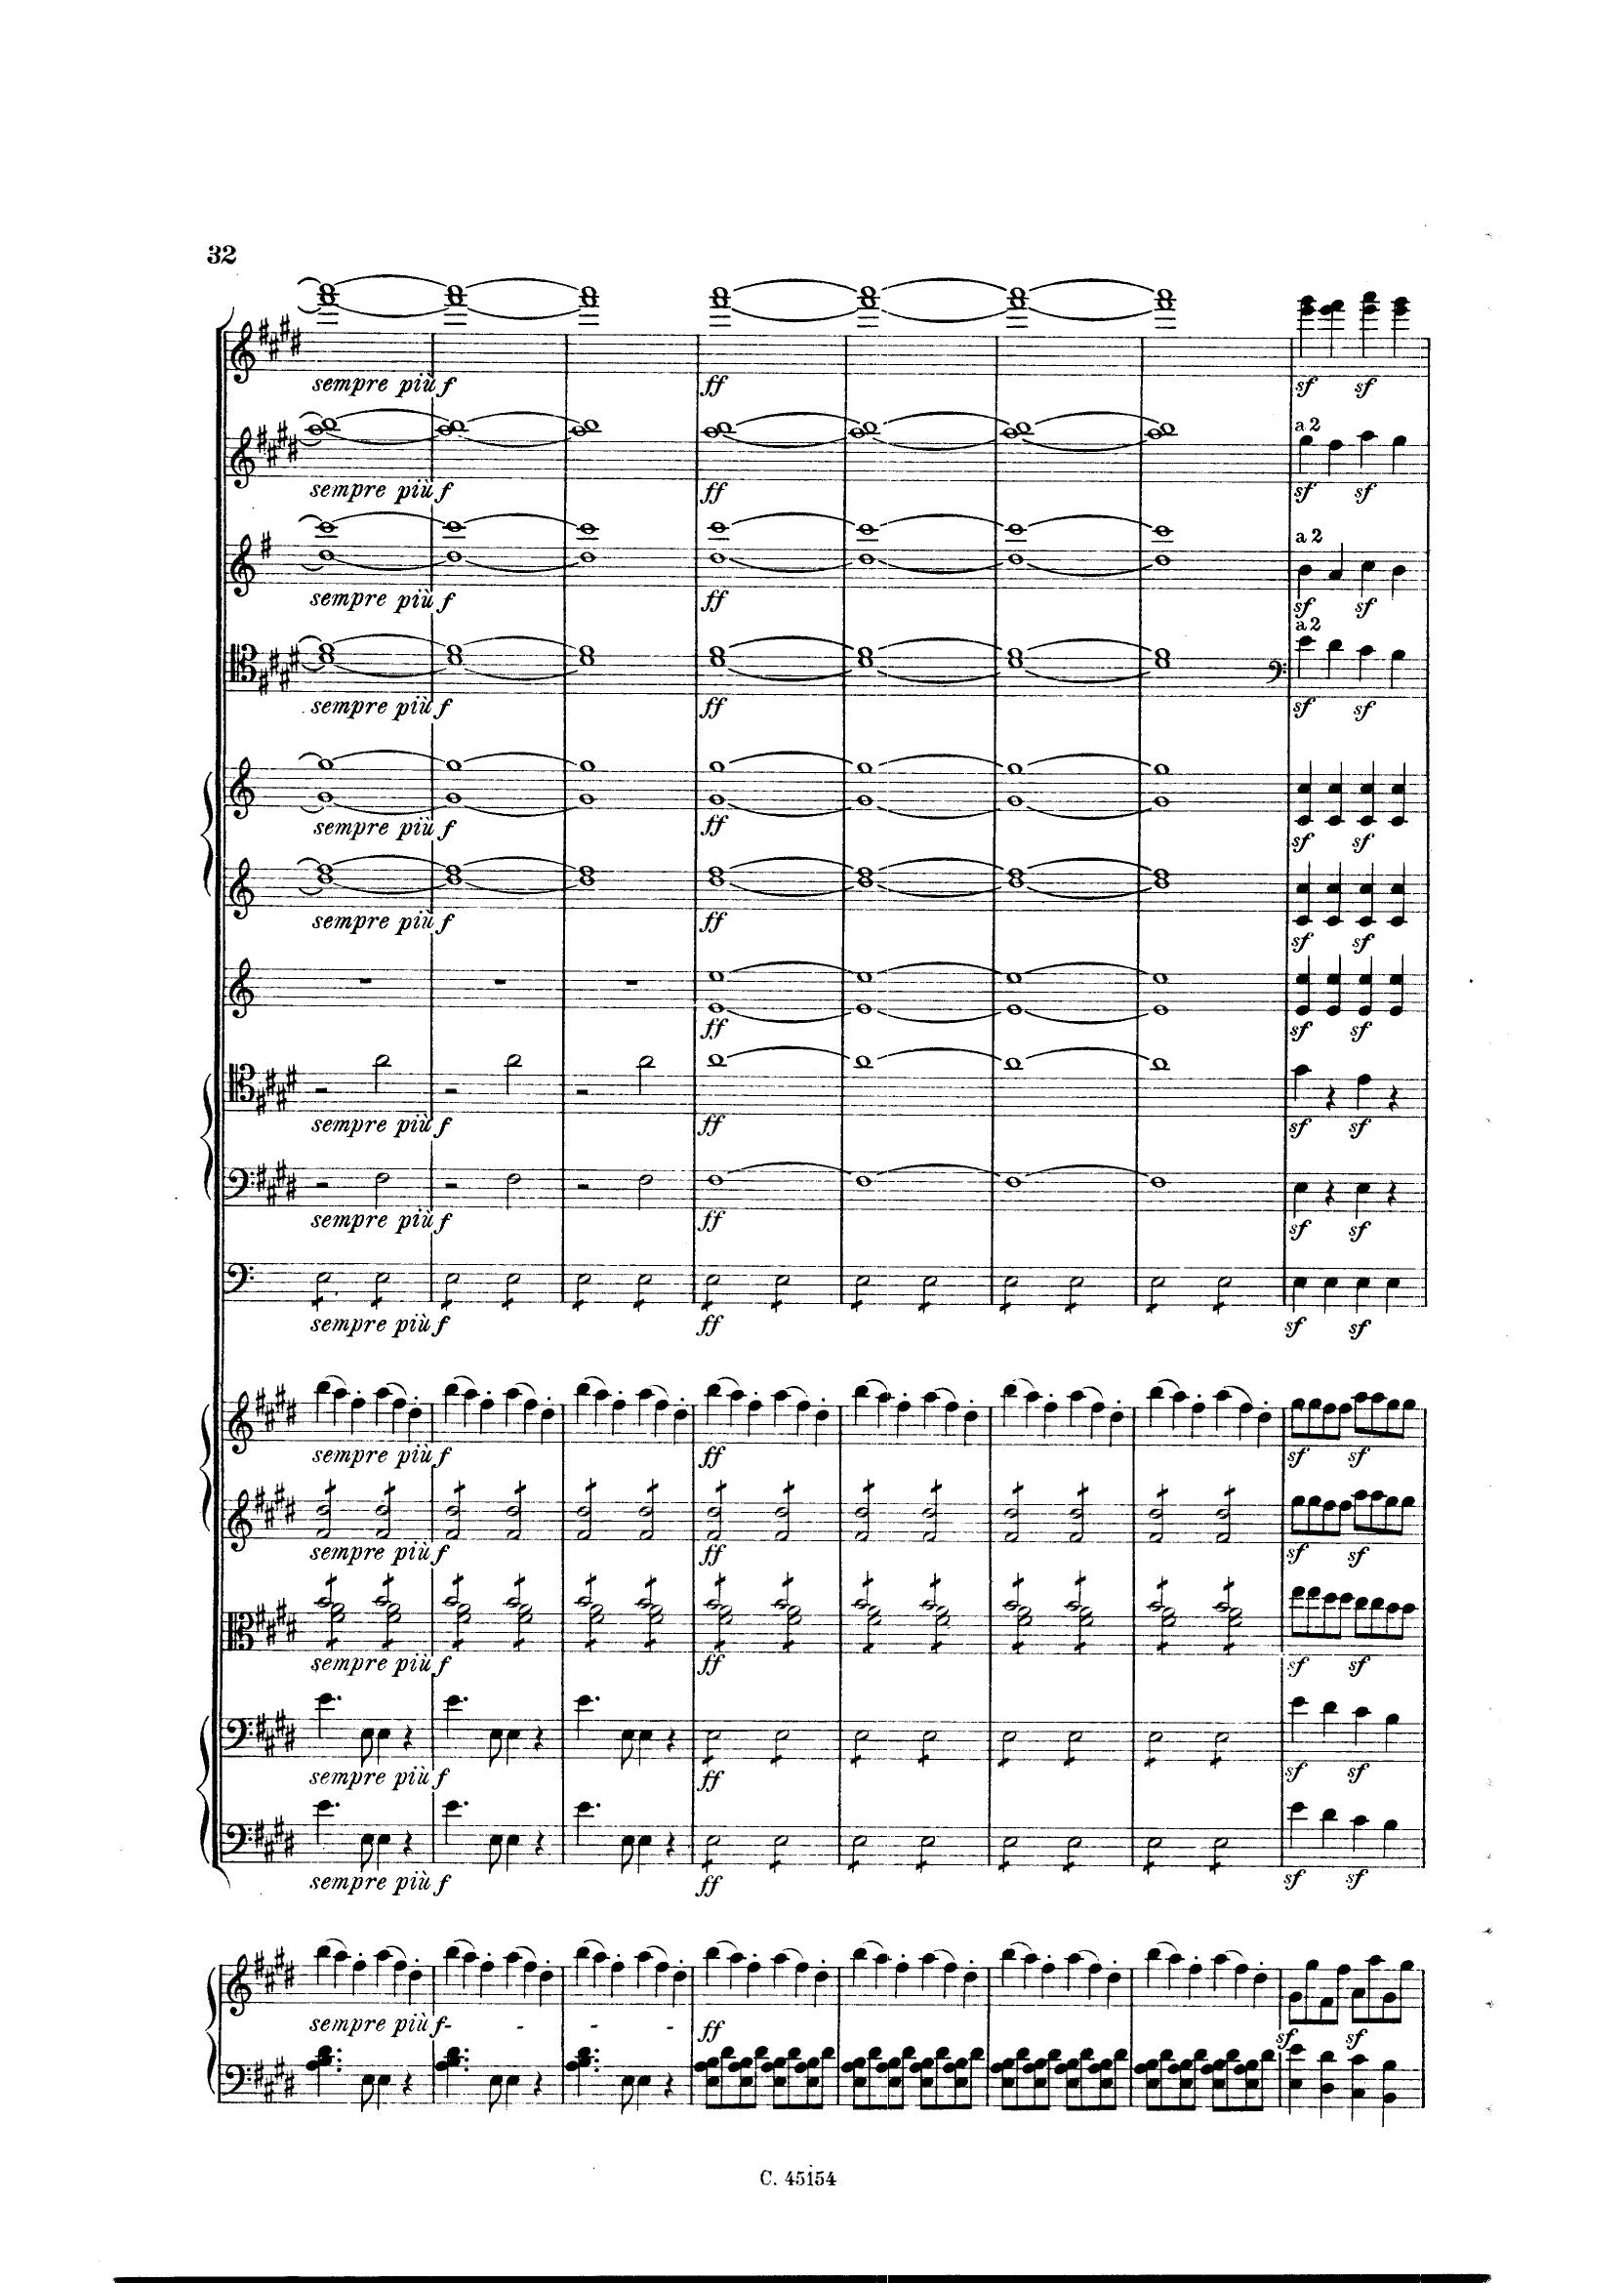 32
sempre più f
ff
sf
sf
sempre più f
ff
a 2
sf
sf
sempre più f
ff
a 2
sf
sf
sempre più f
ff
a 2
sf
sf
sempre più f
ff
sf
sf
sempre più f
ff
sf
sf
ff
sf
sf
sempre più f
ff
sf
sf
sempre più f
ff
sf
sf
sempre più f
ff
sf
sf
sempre più f
ff
sf
sf
sempre più f
ff
sf
sf
sempre più f
ff
sf
sf
sempre più f
ff
sf
sf
sempre più f
ff
sf
sf
sempre più f- - - -
ff
sf
sf
C. 45154